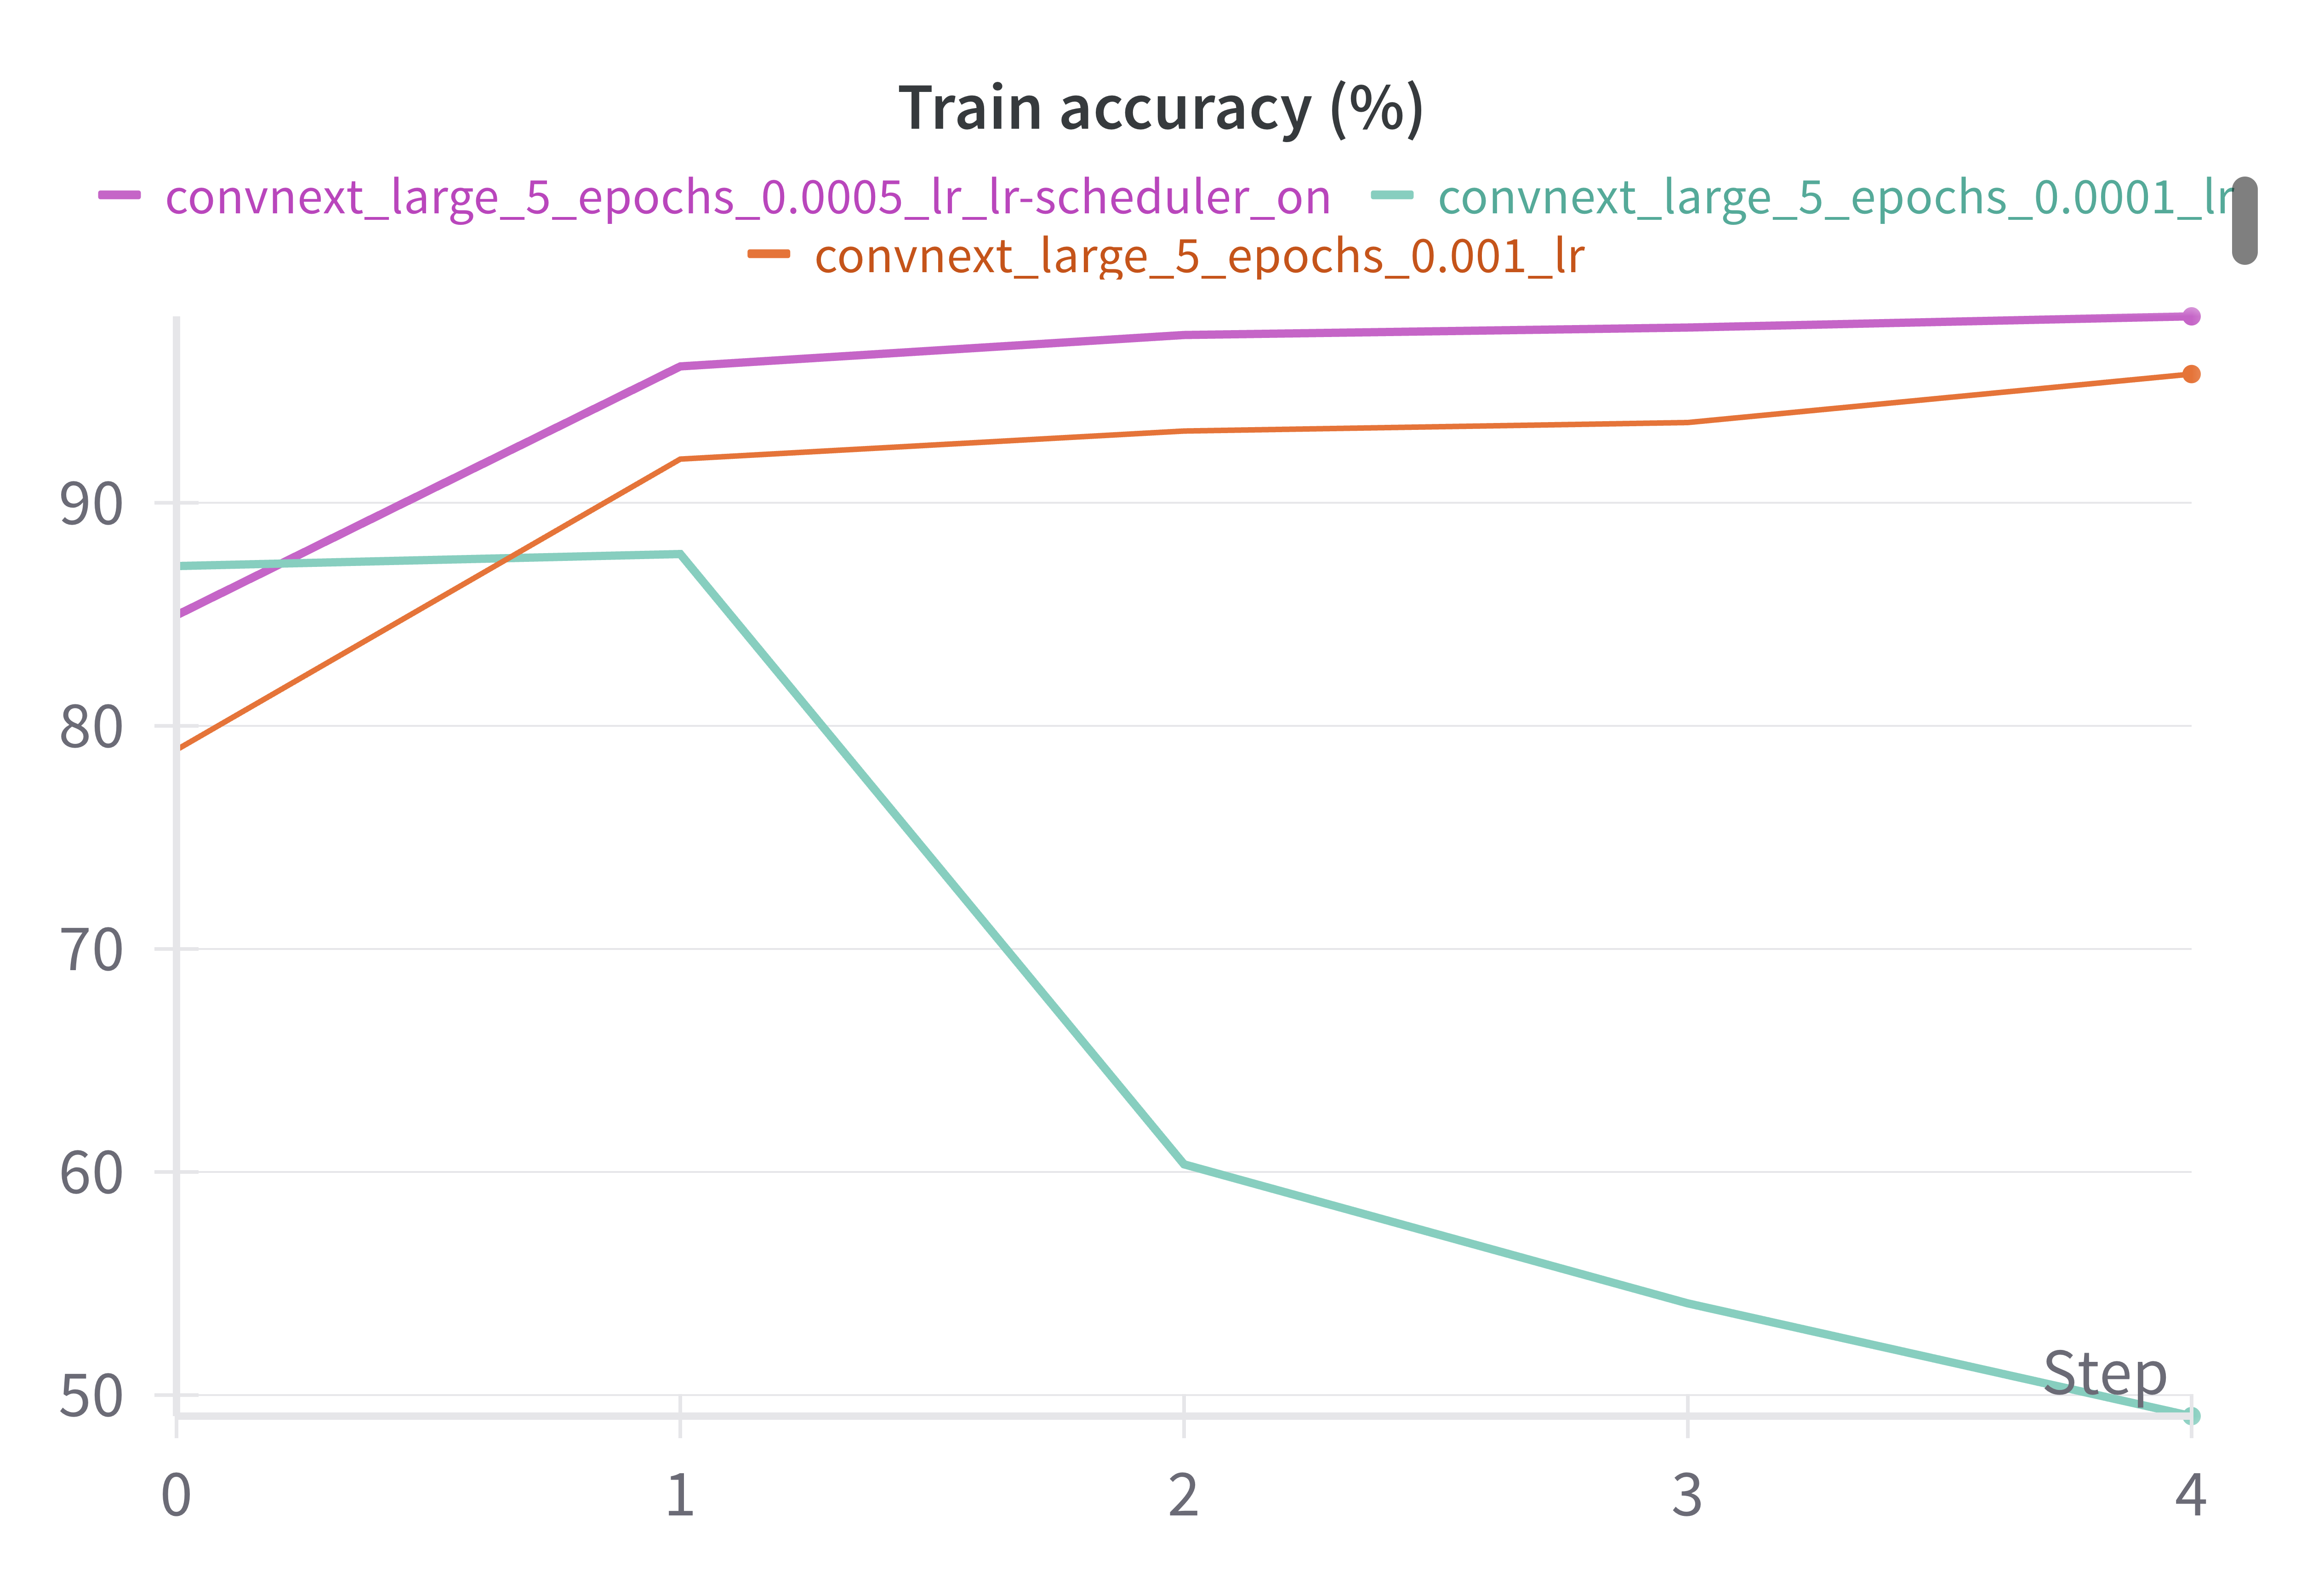 Train accuracy (%)
convnext_large_5_epochs_0.0005_lr_lr-scheduler_on convnext_large_5_epochs_0.0001_lr
convnext_large_5_epochs_0.001_lr
90
80
70
60
50
Step
0 1 2 3 4